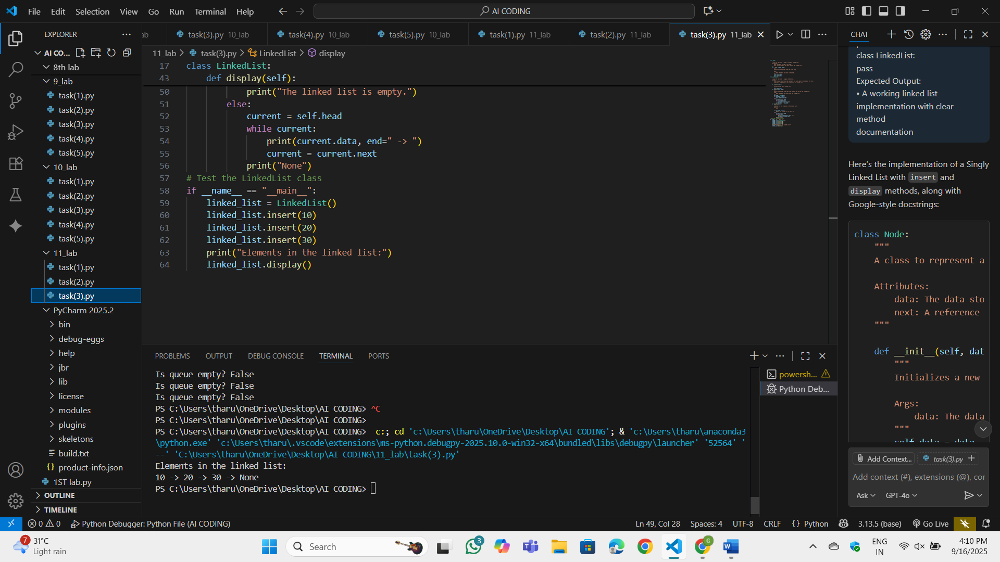 File Edit Selection View Go Run Terminal Help
AI CODING
EXPLORER
AI CO...
8th lab
9_lab
task(1).py
task(2).py
task(3).py
task(4).py
task(5).py
10_lab
task(1).py
task(2).py
task(3).py
task(4).py
task(5).py
11_lab
task(1).py
task(2).py
task(3).py
PyCharm 2025.2
bin
debug-eggs
help
jbr
lib
license
modules
plugins
skeletons
build.txt
{} product-info.json
1ST lab.py
OUTLINE
TIMELINE
ab task(3).py 10_lab task(4).py 10_lab task(5).py 10_lab task(1).py 11_lab task(2).py 11_lab task(3).py 11_lab
11_lab > task(3).py > LinkedList > display
17 class LinkedList:
43 def display(self):
50 print("The linked list is empty.")
51 else:
52 current = self.head
53 while current:
54 print(current.data, end=" -> ")
55 current = current.next
56 print("None")
57 # Test the LinkedList class
58 if __name__ == "__main__":
59 linked_list = LinkedList()
60 linked_list.insert(10)
61 linked_list.insert(20)
62 linked_list.insert(30)
63 print("Elements in the linked list:")
64 linked_list.display()
PROBLEMS OUTPUT DEBUG CONSOLE TERMINAL PORTS
Is queue empty? False
Is queue empty? False
Is queue empty? False
PS C:\Users\tharu\OneDrive\Desktop\AI CODING> ^C
PS C:\Users\tharu\OneDrive\Desktop\AI CODING>
PS C:\Users\tharu\OneDrive\Desktop\AI CODING>  c:; cd 'c:\Users\tharu\OneDrive\Desktop\AI CODING'; & 'c:\Users\tharu\anaconda3
\python.exe' 'c:\Users\tharu\.vscode\extensions\ms-python.debugpy-2025.10.0-win32-x64\bundled\libs\debugpy\launcher' '52564' '
--' 'C:\Users\tharu\OneDrive\Desktop\AI CODING\11_lab\task(3).py'
Elements in the linked list:
10 -> 20 -> 30 -> None
PS C:\Users\tharu\OneDrive\Desktop\AI CODING>
powersh...
Python Deb...
CHAT
class LinkedList:
pass
Expected Output:
• A working linked list
implementation with clear
method
documentation
Here's the implementation of a Singly
Linked List with insert and
display methods, along with
Google-style docstrings:
class Node:
"""
A class to represent a
Attributes:
data: The data sto
next: A reference
"""
def __init__(self, dat
"""
Initializes a new
Args:
data: The data
"""
self.data = data
Add Context... task(3).py +
Add context (#), extensions (@), cor
Ask GPT-4o
0 0 Python Debugger: Python File (AI CODING)
Ln 49, Col 28 Spaces: 4 UTF-8 CRLF {} Python 3.13.5 (base) Go Live
7
31°C
Light rain
Search
3
G
ENG
IN
4:10 PM
9/16/2025